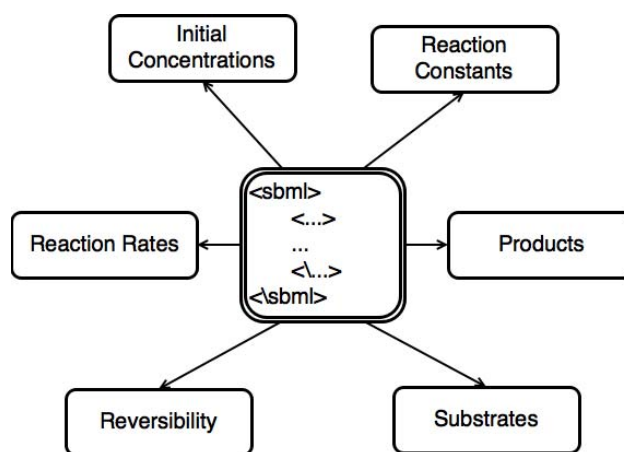 Initial
Concentrations
Reaction
Constants
<sbml>
<...>
...
<\...>
<\sbml>
Reaction Rates
Products
Reversibility
Substrates